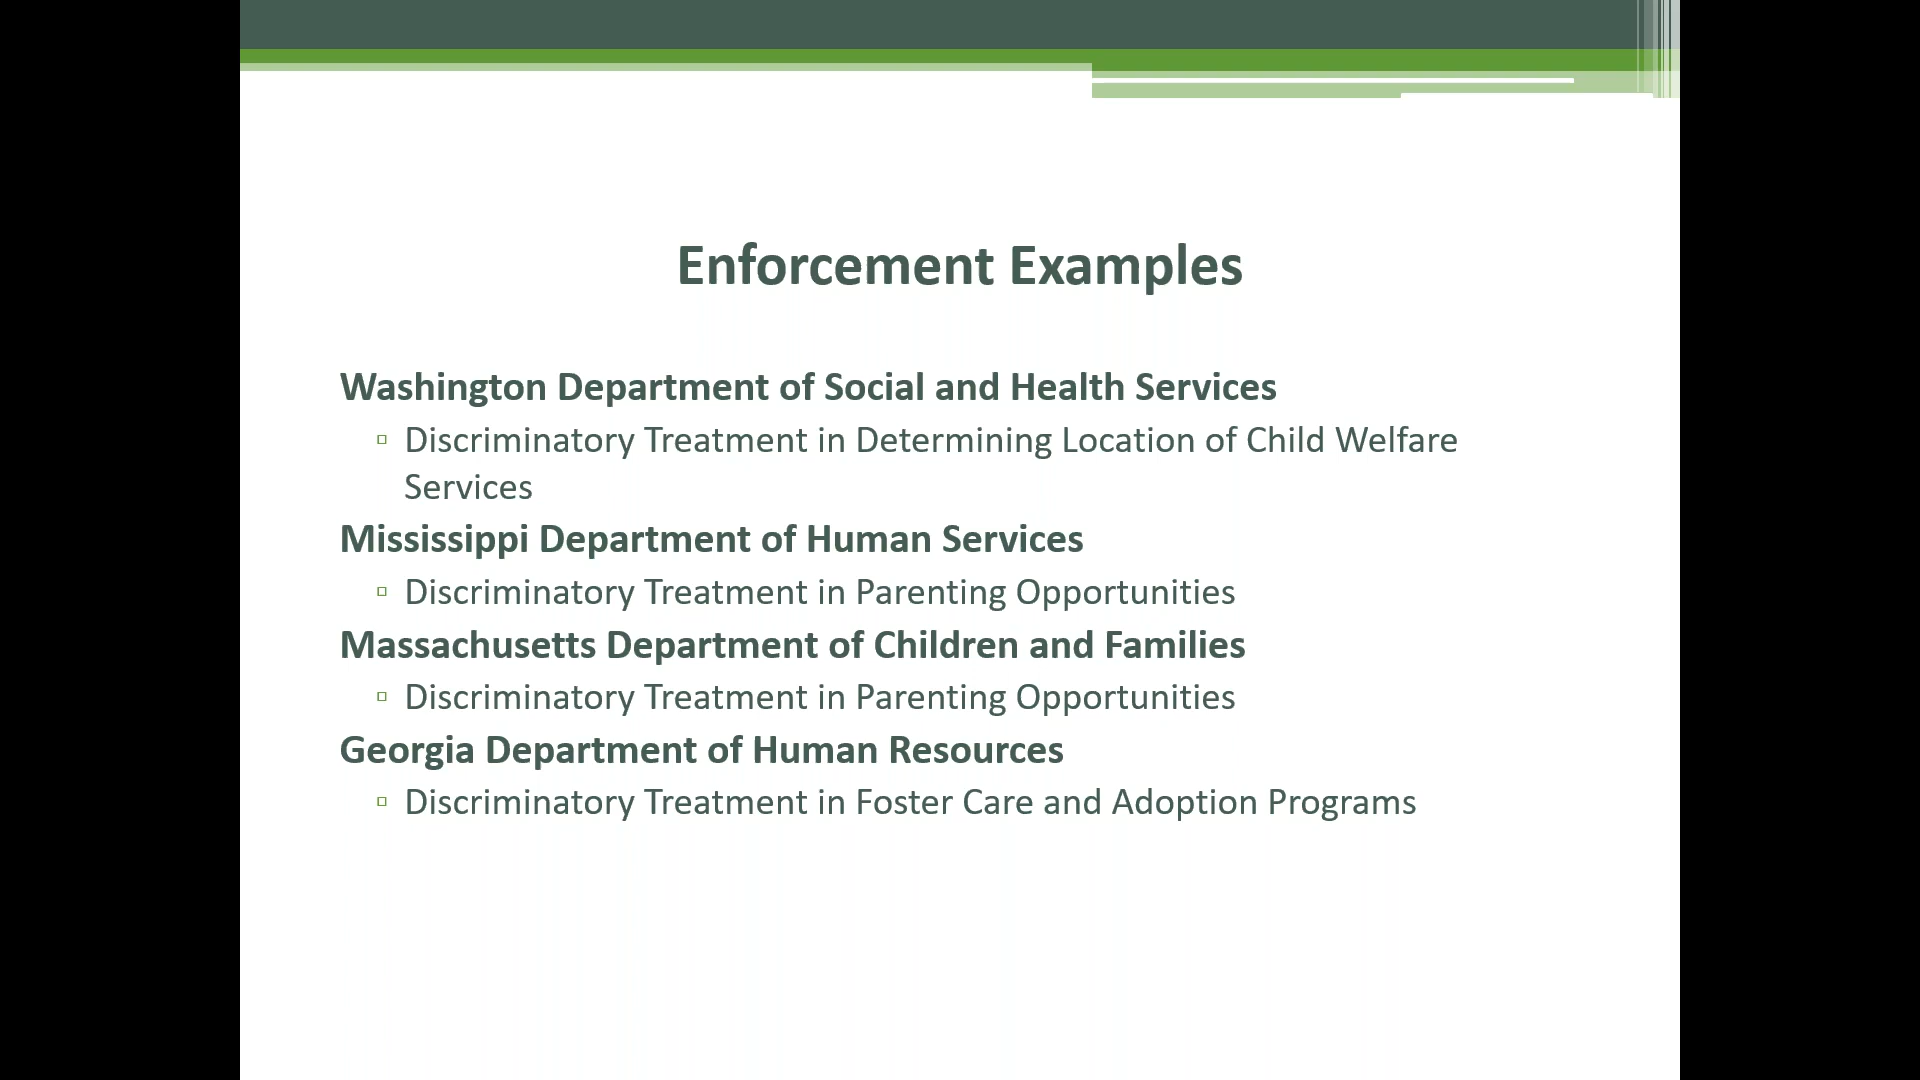 Enforcement Examples
Washington Department of Social and Health Services
▫ Discriminatory Treatment in Determining Location of Child Welfare
Services
Mississippi Department of Human Services
▫ Discriminatory Treatment in Parenting Opportunities
Massachusetts Department of Children and Families
▫ Discriminatory Treatment in Parenting Opportunities
Georgia Department of Human Resources
▫ Discriminatory Treatment in Foster Care and Adoption Programs